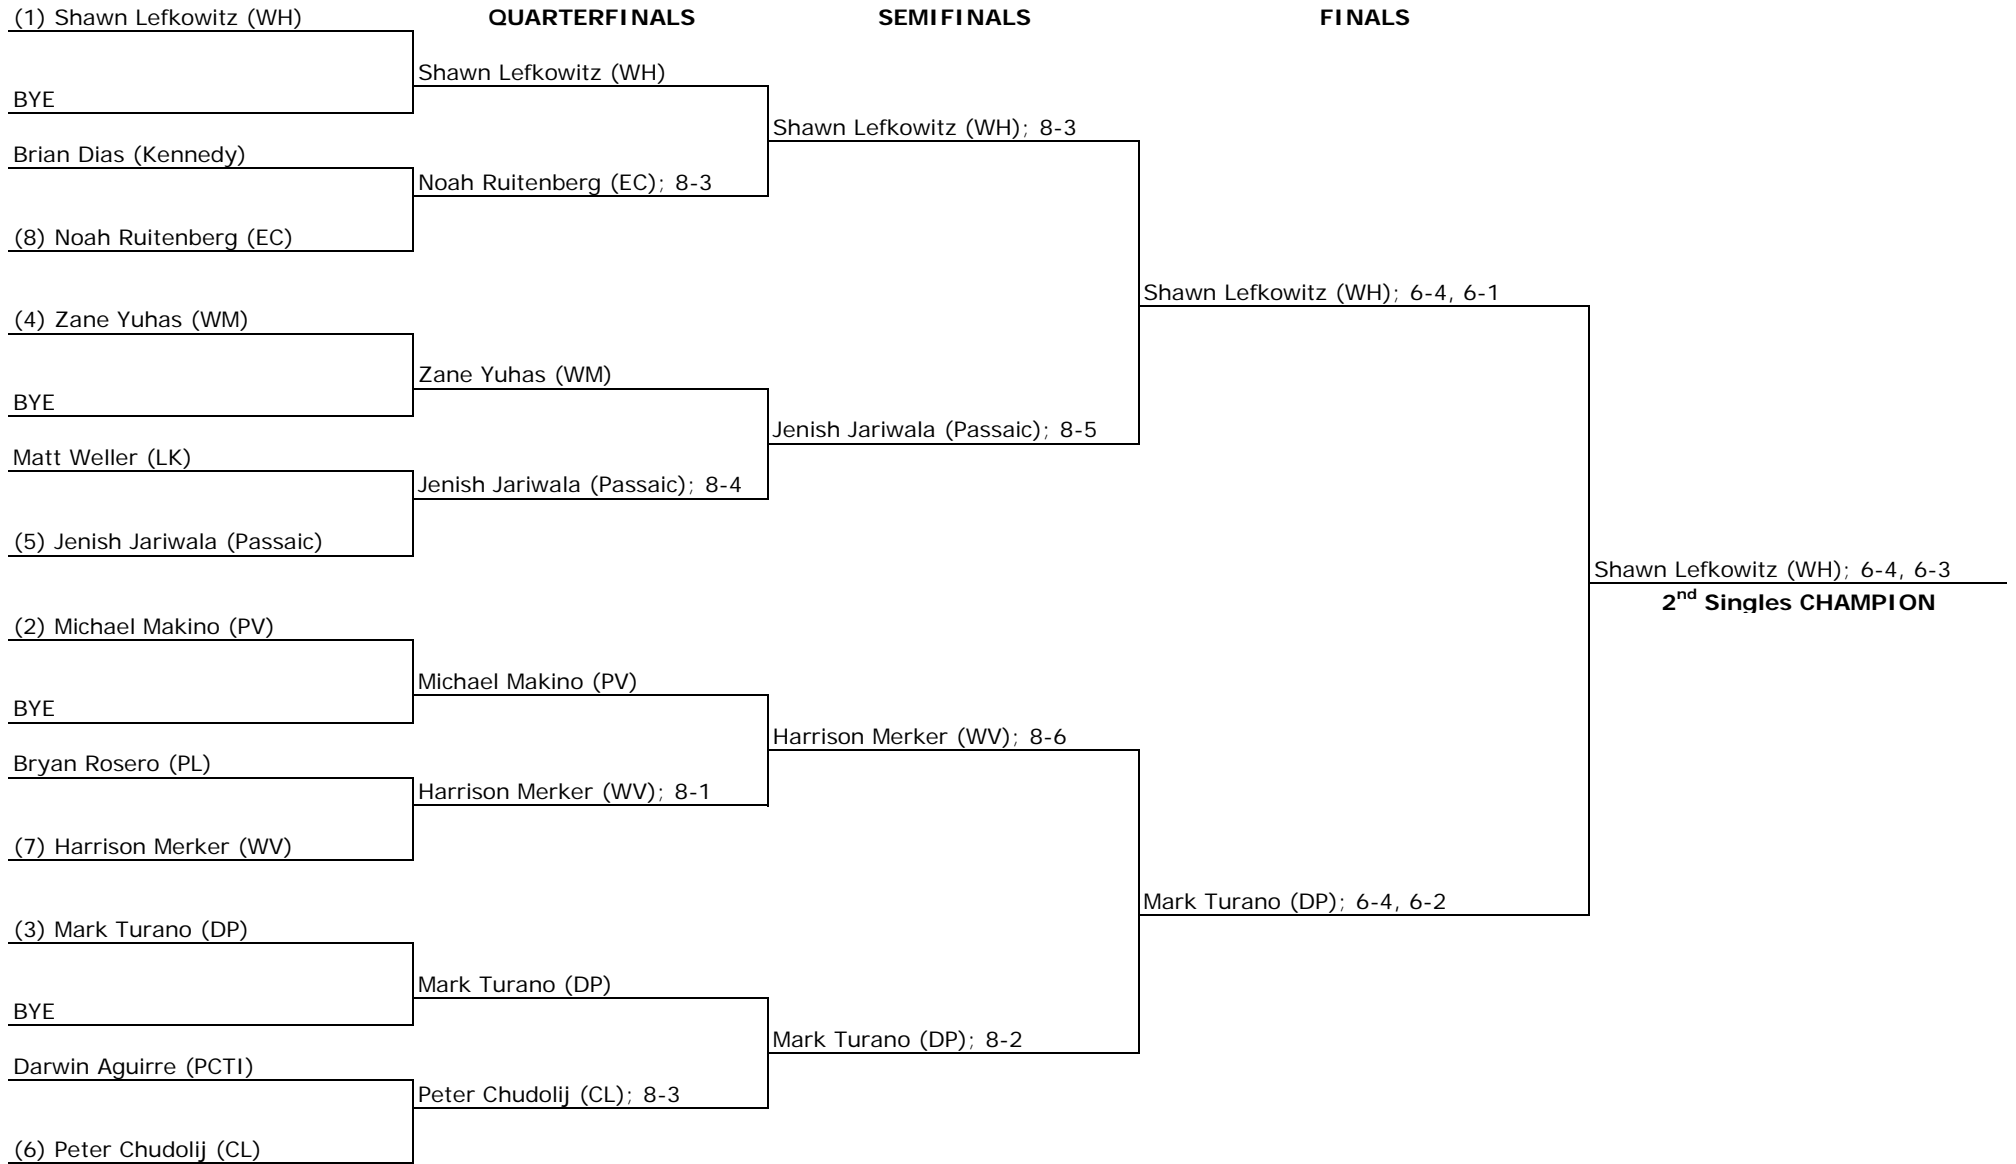 (1) Shawn Lefkowitz (WH)
QUARTERFINALS
SEMIFINALS
FINALS
Shawn Lefkowitz (WH)
BYE
Shawn Lefkowitz (WH); 8-3
Brian Dias (Kennedy)
Noah Ruitenberg (EC); 8-3
(8) Noah Ruitenberg (EC)
Shawn Lefkowitz (WH); 6-4, 6-1
(4) Zane Yuhas (WM)
Zane Yuhas (WM)
BYE
Jenish Jariwala (Passaic); 8-5
Matt Weller (LK)
Jenish Jariwala (Passaic); 8-4
(5) Jenish Jariwala (Passaic)
Shawn Lefkowitz (WH); 6-4, 6-3
2nd Singles CHAMPION
(2) Michael Makino (PV)
Michael Makino (PV)
BYE
Harrison Merker (WV); 8-6
Bryan Rosero (PL)
Harrison Merker (WV); 8-1
(7) Harrison Merker (WV)
Mark Turano (DP); 6-4, 6-2
(3) Mark Turano (DP)
Mark Turano (DP)
BYE
Mark Turano (DP); 8-2
Darwin Aguirre (PCTI)
Peter Chudolij (CL); 8-3
(6) Peter Chudolij (CL)